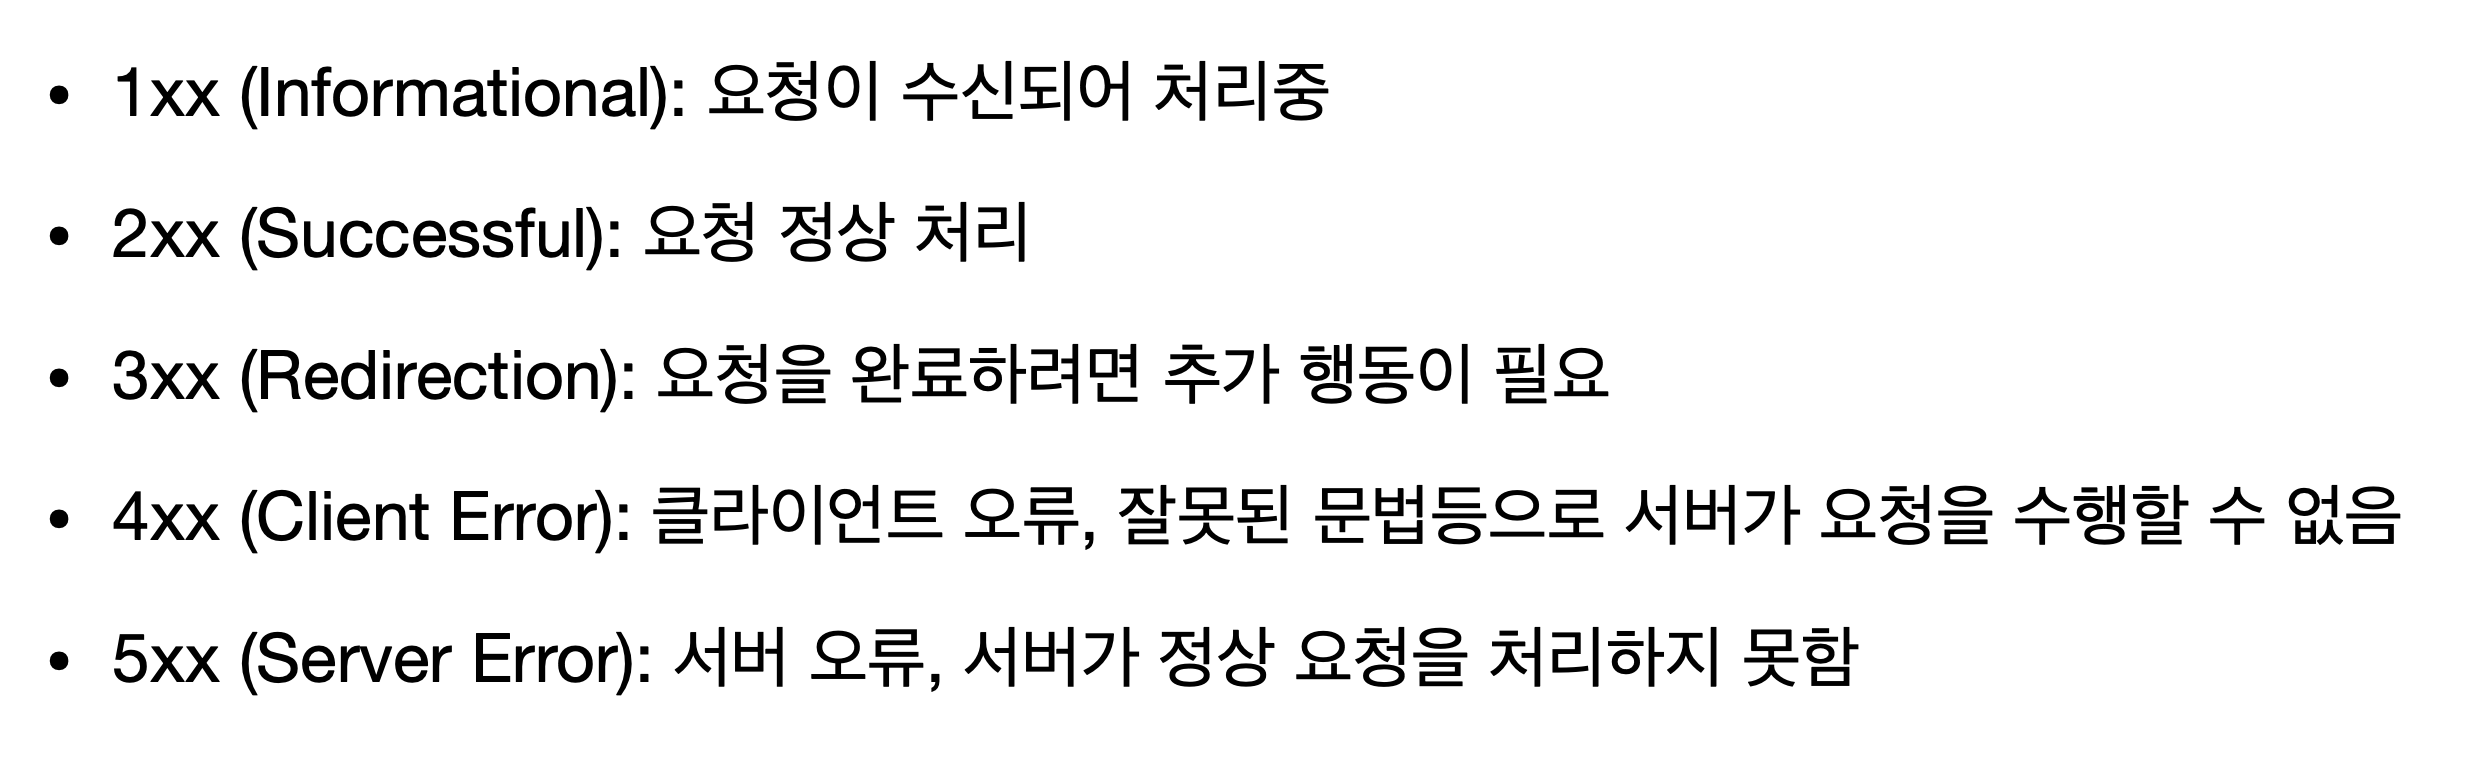 • 1xx (Informational): 요청이 수신되어 처리중
• 2xx (Successful): 요청 정상 처리
• 3xx (Redirection): 요청을 완료하려면 추가 행동이 필요
• 4xx (Client Error): 클라이언트 오류, 잘못된 문법등으로 서버가 요청을 수행할 수 없음
• 5xx (Server Error): 서버 오류, 서버가 정상 요청을 처리하지 못함